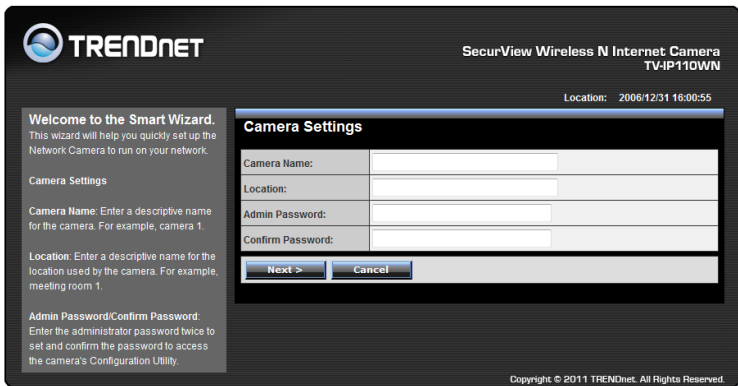 TRENDNET
SecurView Wireless N Internet Camera
TV-IP110WN
Location: 2006/12/31 16:00:55
Welcome to the Smart Wizard.
This wizard will help you quickly set up the
Network Camera to run on your network.
Camera Settings
Camera Name: Enter a descriptive name
for the camera. For example, camera 1.
Location: Enter a descriptive name for the
location used by the camera. For example,
meeting room 1.
Admin Password/Confirm Password:
Enter the administrator password twice to
set and confirm the password to access
the camera's Configuration Utility.
Camera Settings
Camera Name:
Location:
Admin Password:
Confirm Password:
Next >
Cancel
Copyright © 2011 TRENDnet. All Rights Reserved.